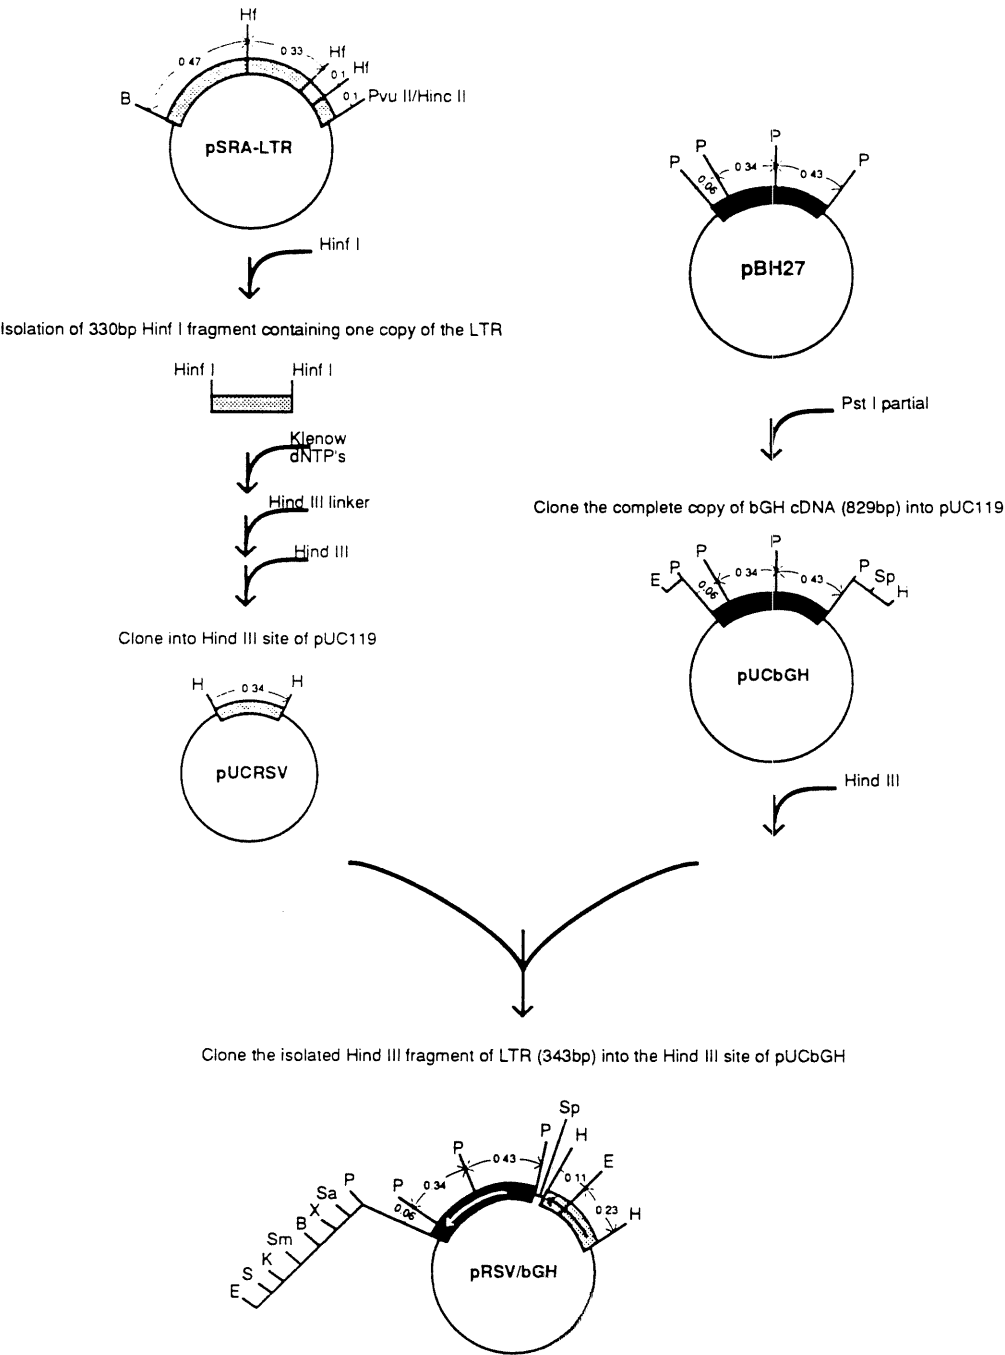 Hf
0.47
0.33
Hf
0.1
Hf
0.1
B
Pvu II/Hinc II
pSRA-LTR
Hinf I
Isolation of 330bp Hinf I fragment containing one copy of the LTR
Hinf I
Hinf I
Klenow
dNTP's
Hind III linker
Hind III
Clone into Hind III site of pUC119
H
0.34
H
pUCRSV
P
P
P
P
0.06
0.34
0.43
pBH27
Pst I partial
Clone the complete copy of bGH cDNA (829bp) into pUC119
E
P
P
P
P
Sp
H
0.06
0.34
0.43
pUCbGH
Hind III
Clone the isolated Hind III fragment of LTR (343bp) into the Hind III site of pUCbGH
Sp
P
H
P
0.43
E
0.11
0.34
P
0.06
0.23
H
P
Sa
X
B
Sm
K
S
E
pRSV/bGH